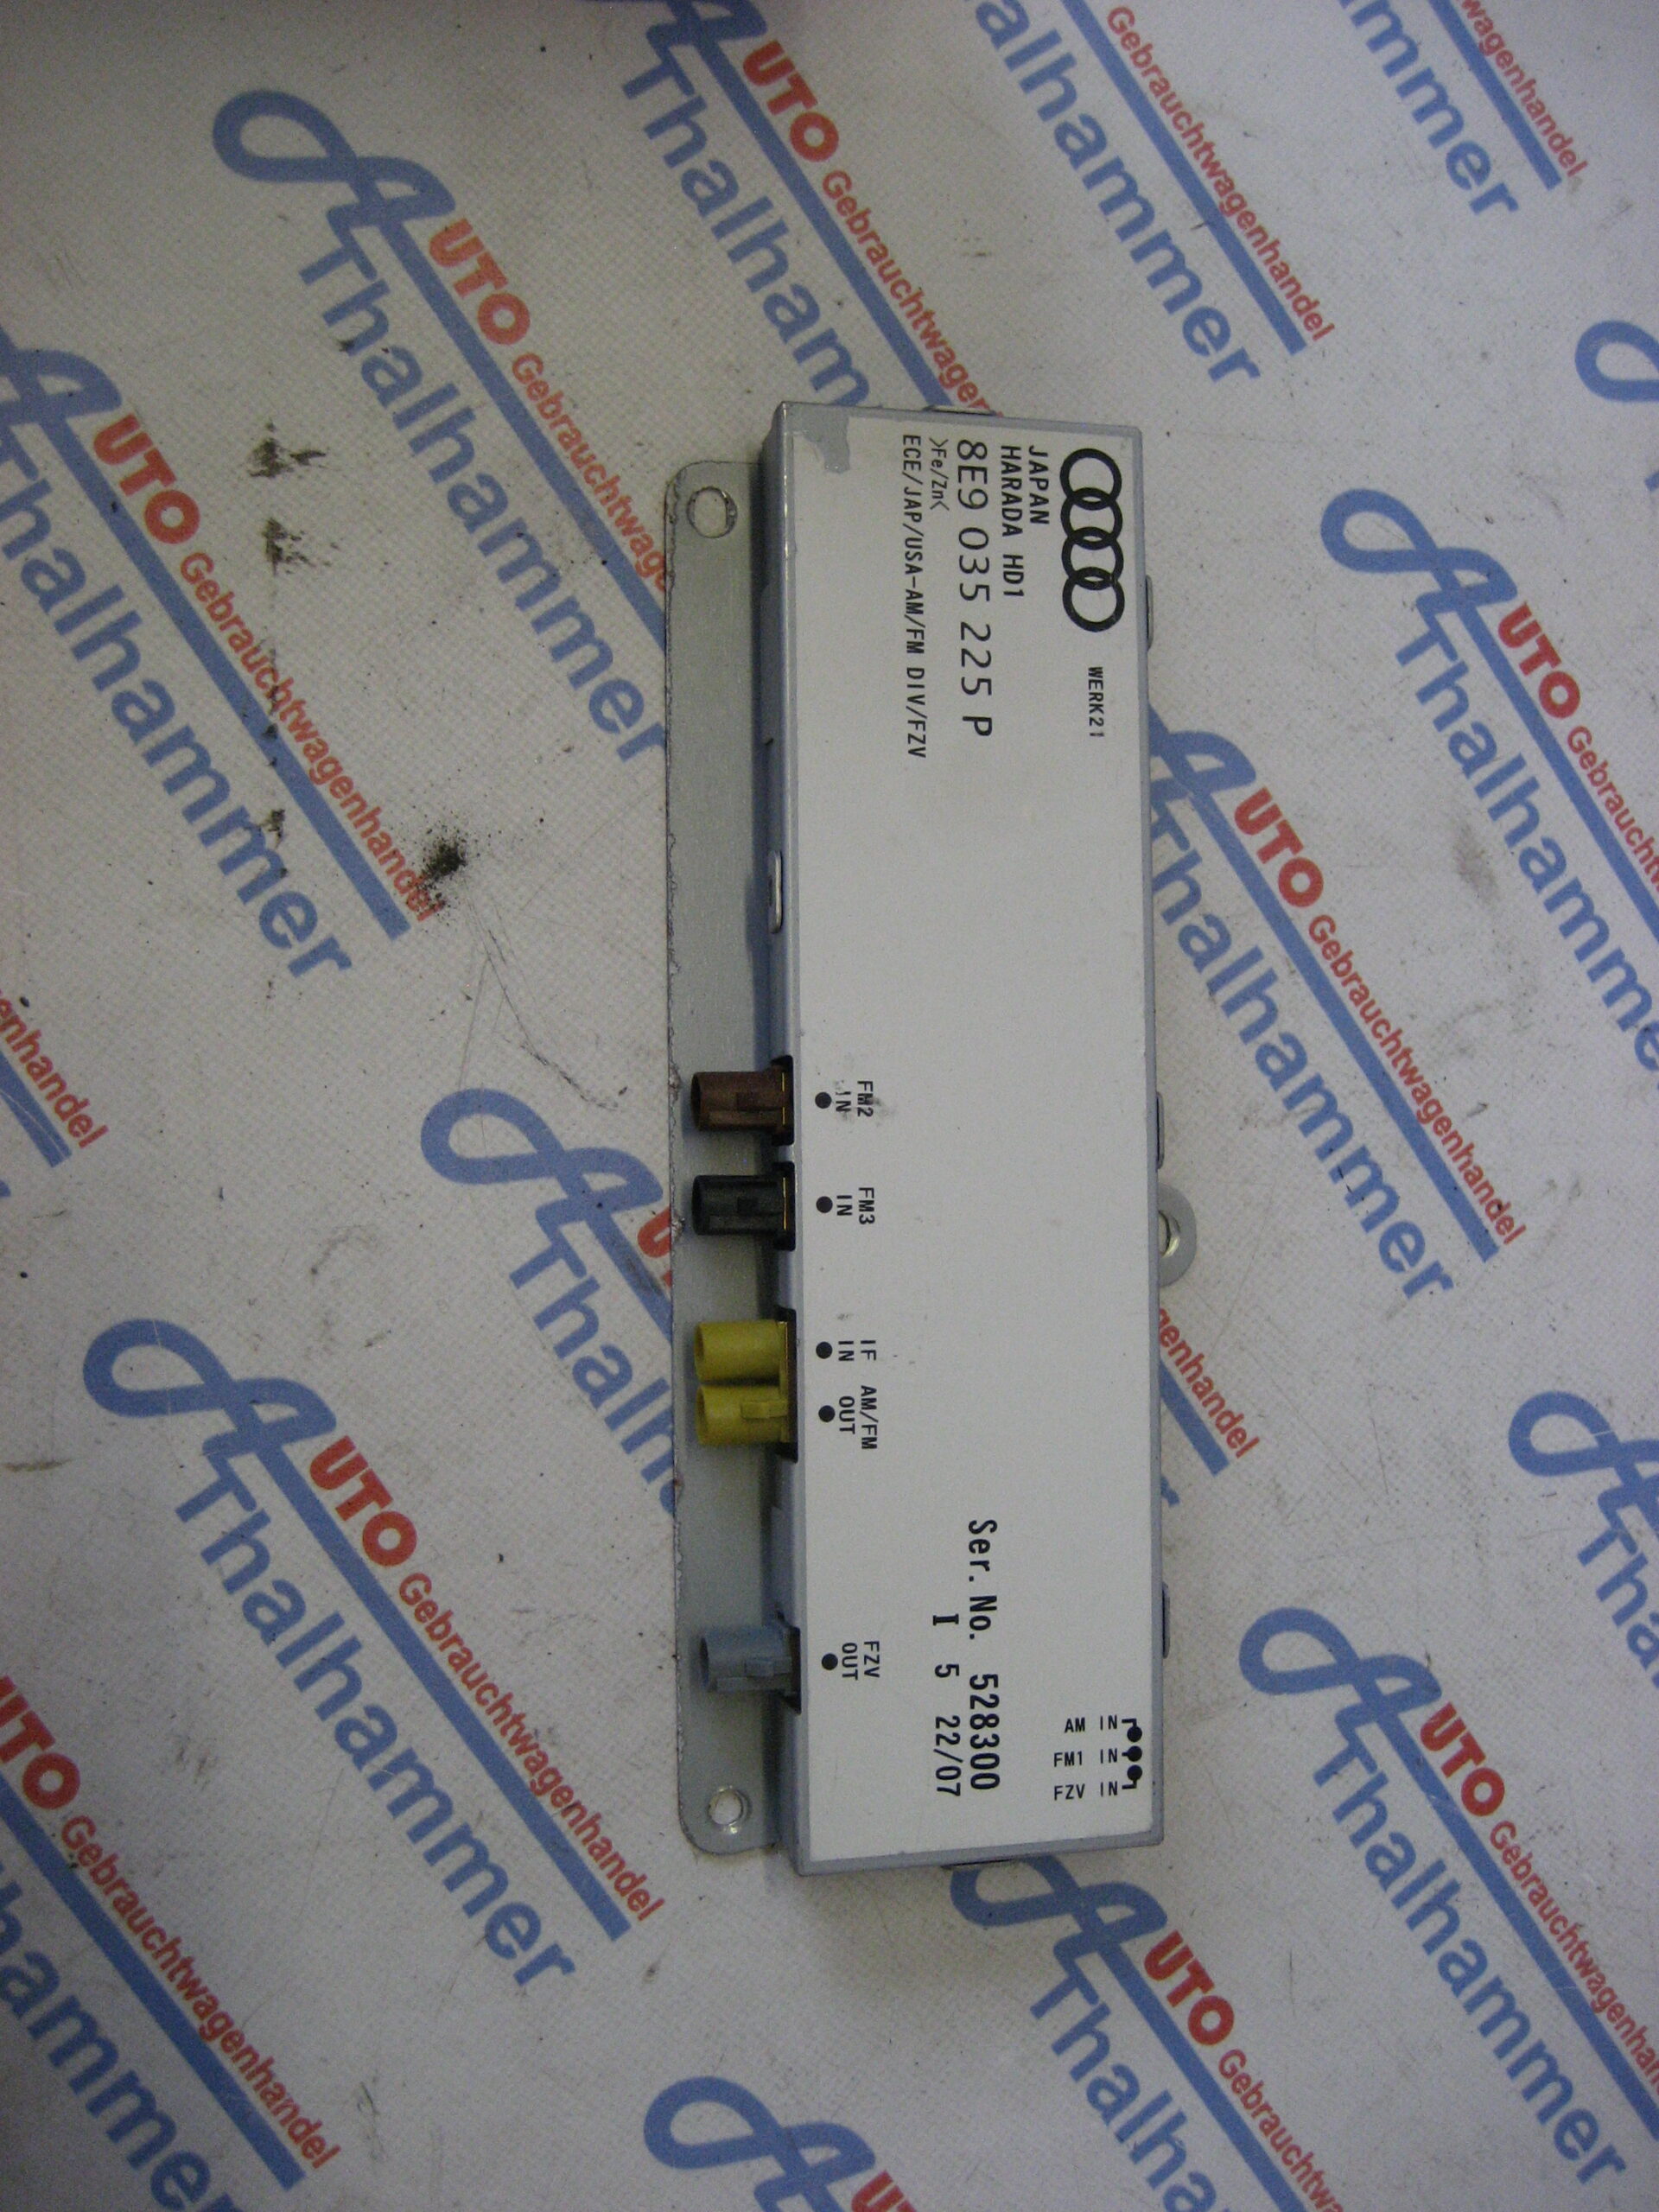 WERK21
JAPAN
HARADA HD1
8E9 035 225 P
>Fe/Zn<
ECE/JAP/USA-AM/FM DIV/FZV
FM2
IN
FM3
IN
IF
IN
AM/FM
OUT
FZV
OUT
Ser. No. 528300
I 5 22/07
AM IN
FM1 IN
FZV IN
AUTO Gebrauchtwagenhandel
Thalhammer